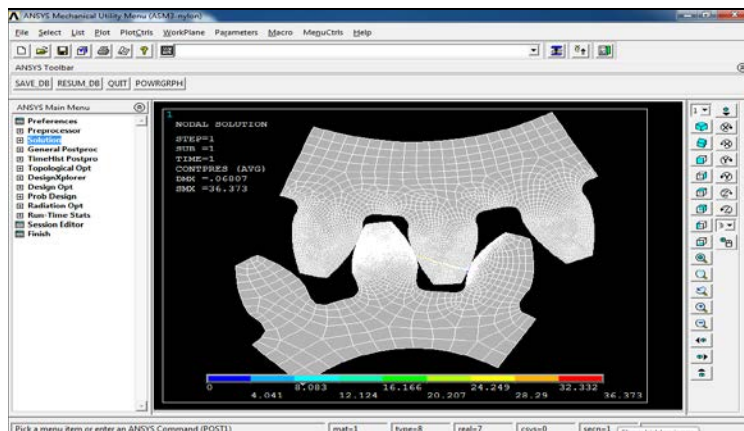 ANSYS Mechanical Utility Menu (ASM3-nylon)
File Select List Plot PlotCtrls WorkPlane Parameters Macro MenuCtrls Help
ANSYS Toolbar
SAVE_DB RESUM_DB QUIT POWRGRPH
ANSYS Main Menu
Preferences
Preprocessor
Solution
General Postproc
TimeHist Postpro
Topological Opt
DesignXplorer
Design Opt
Prob Design
Radiation Opt
Run-Time Stats
Session Editor
Finish
1
NODAL SOLUTION
STEP=1
SUB =1
TIME=1
CONTPRES (AVG)
DMX =.06807
SMX =36.373
0 8.083 16.166 24.249 32.332
4.041 12.124 20.207 28.29 36.373
1
3
Pick a menu item or enter an ANSYS Command (POST1) mat=1 type=8 real=7 csys=0 secn=1